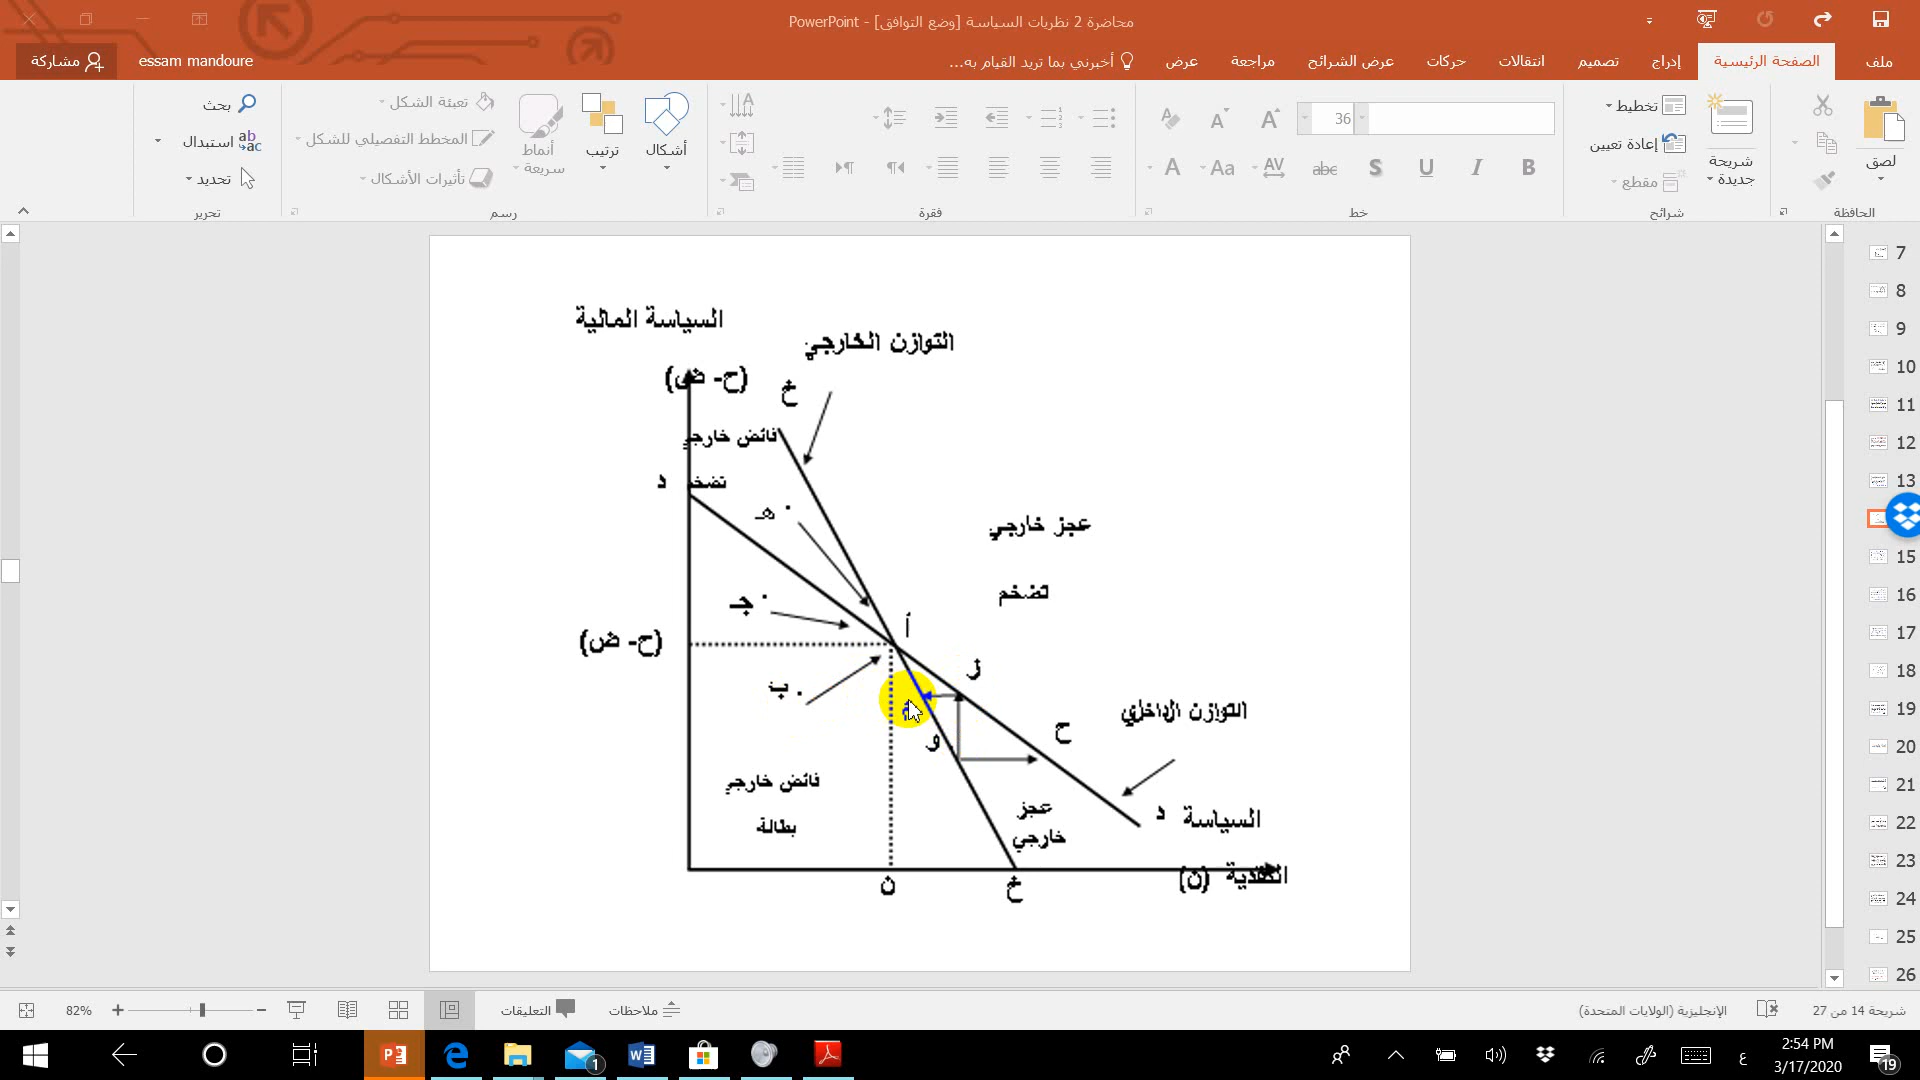 محاضرة 2 نظريات السياسة [وضع التوافق] - PowerPoint
ملف
الصفحة الرئيسية
إدراج
تصميم
انتقالات
حركات
عرض الشرائح
مراجعة
عرض
أخبرني بما تريد القيام به...
essam mandoure
مشاركة
لصق
الحافظة
شريحة جديدة
تخطيط
إعادة تعيين
مقطع
شرائح
36
B I U S abc AV Aa A
خط
فقرة
أشكال
ترتيب
أنماط سريعة
تعبئة الشكل
المخطط التفصيلي للشكل
تأثيرات الأشكال
رسم
بحث
استبدال
تحديد
تحرير
7
8
9
10
11
12
13
15
16
17
18
19
20
21
22
23
24
25
26
السياسة المالية
(ح- ض)
التوازن الخارجي
خ
فائض خارجي
تضخم
د
هـ
جـ
عجز خارجي
تضخم
أ
(ح- ض)
ب
ز
و
ح
التوازن الداخلي
فائض خارجي
بطالة
عجز
خارجي
د
السياسة
النقدية (ن)
ن
خ
شريحة 14 من 27
الإنجليزية (الولايات المتحدة)
ملاحظات
التعليقات
82%
1
ع
2:54 PM
3/17/2020
19